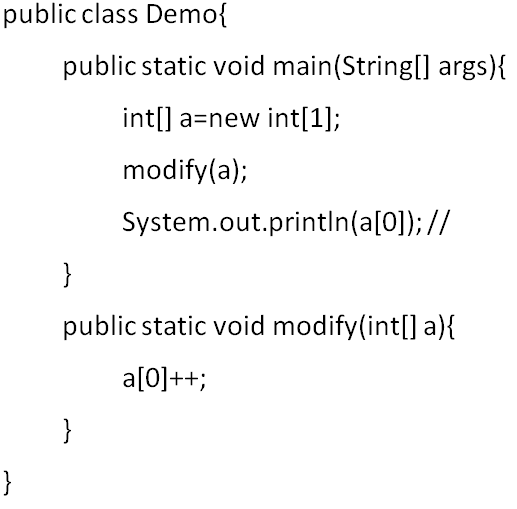 public class Demo{
public static void main(String[] args){
int[] a=new int[1];
modify(a);
System.out.println(a[0]);//
}
public static void modify(int[] a){
a[0]++;
}
}